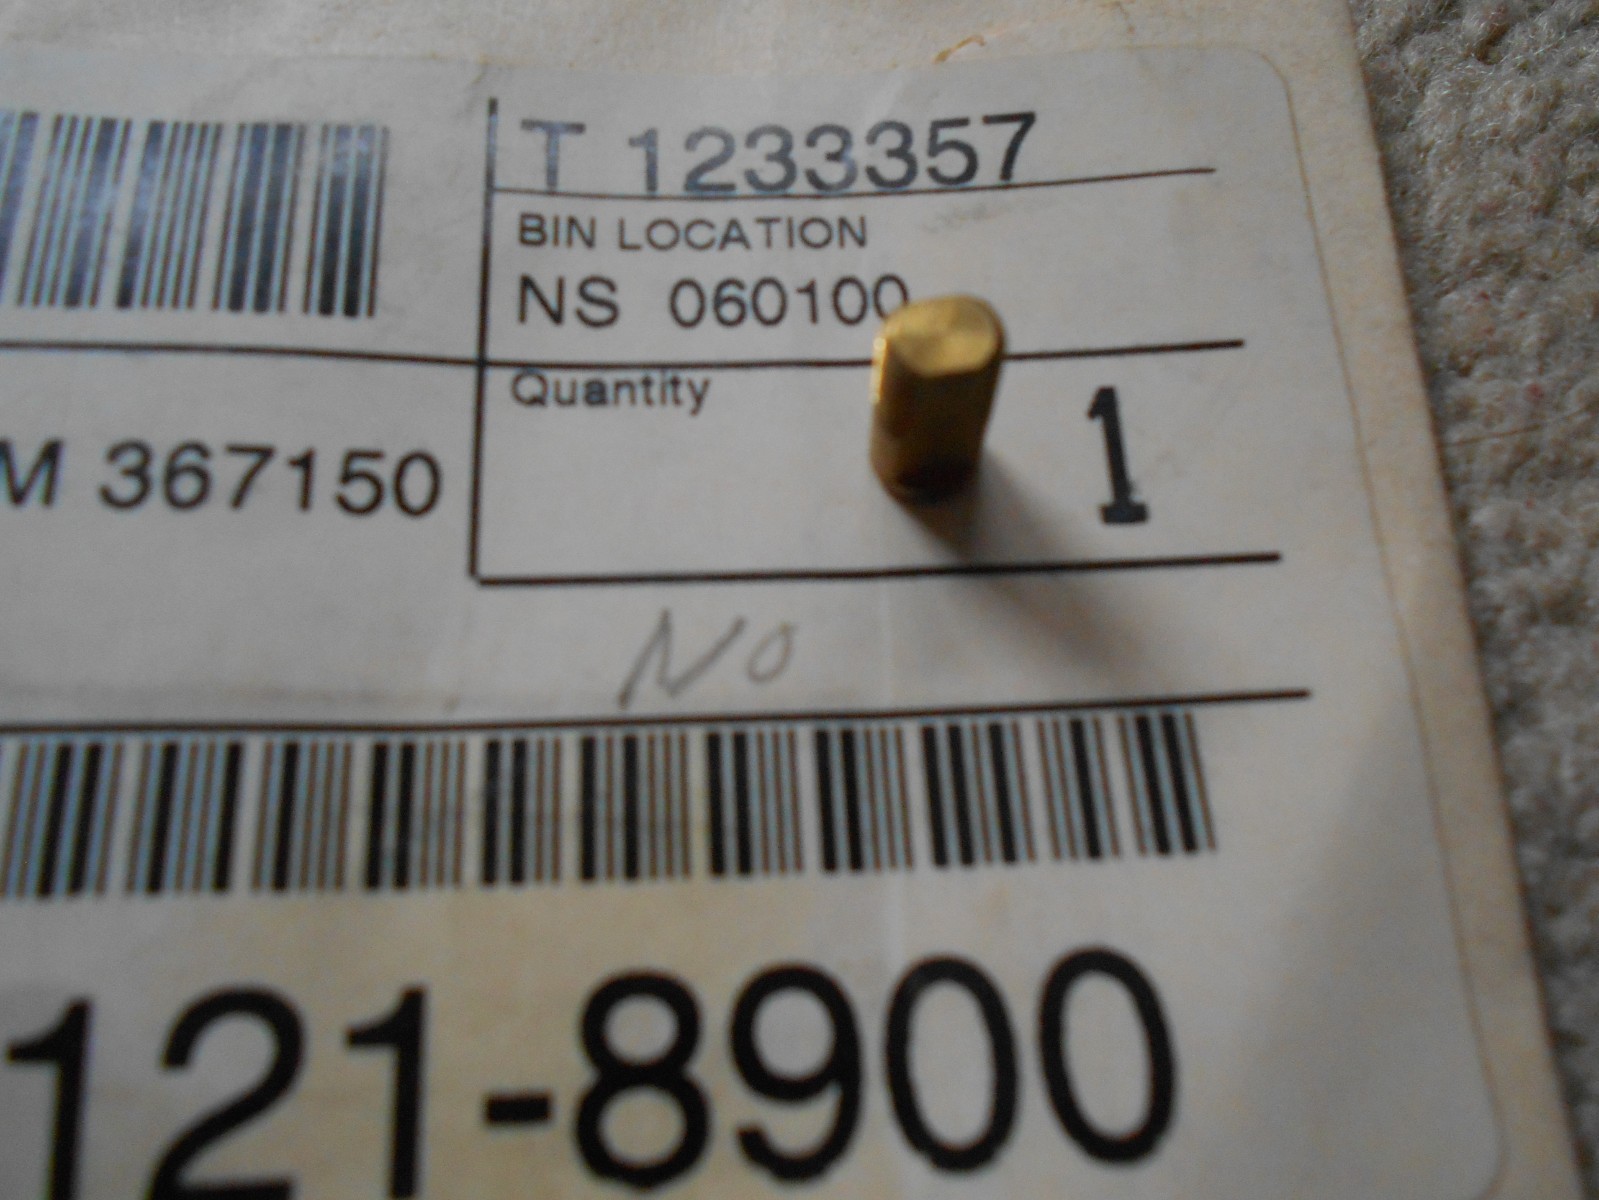 T 1233357
BIN LOCATION
NS 060100
Quantity
1
M 367150
NO
121-8900